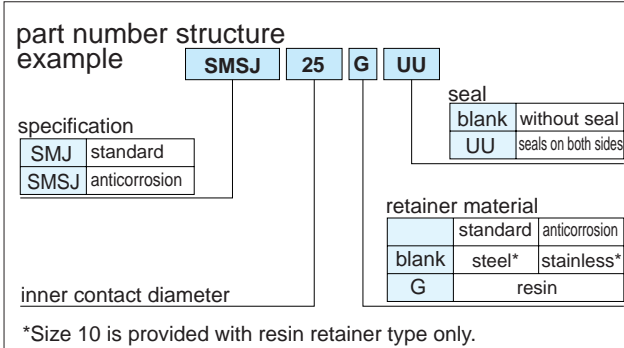 part number structure
example
SMSJ 25 G UU
seal
blank without seal
UU seals on both sides
specification
SMJ standard
SMSJ anticorrosion
retainer material
standard anticorrosion
blank steel* stainless*
G resin
inner contact diameter
*Size 10 is provided with resin retainer type only.